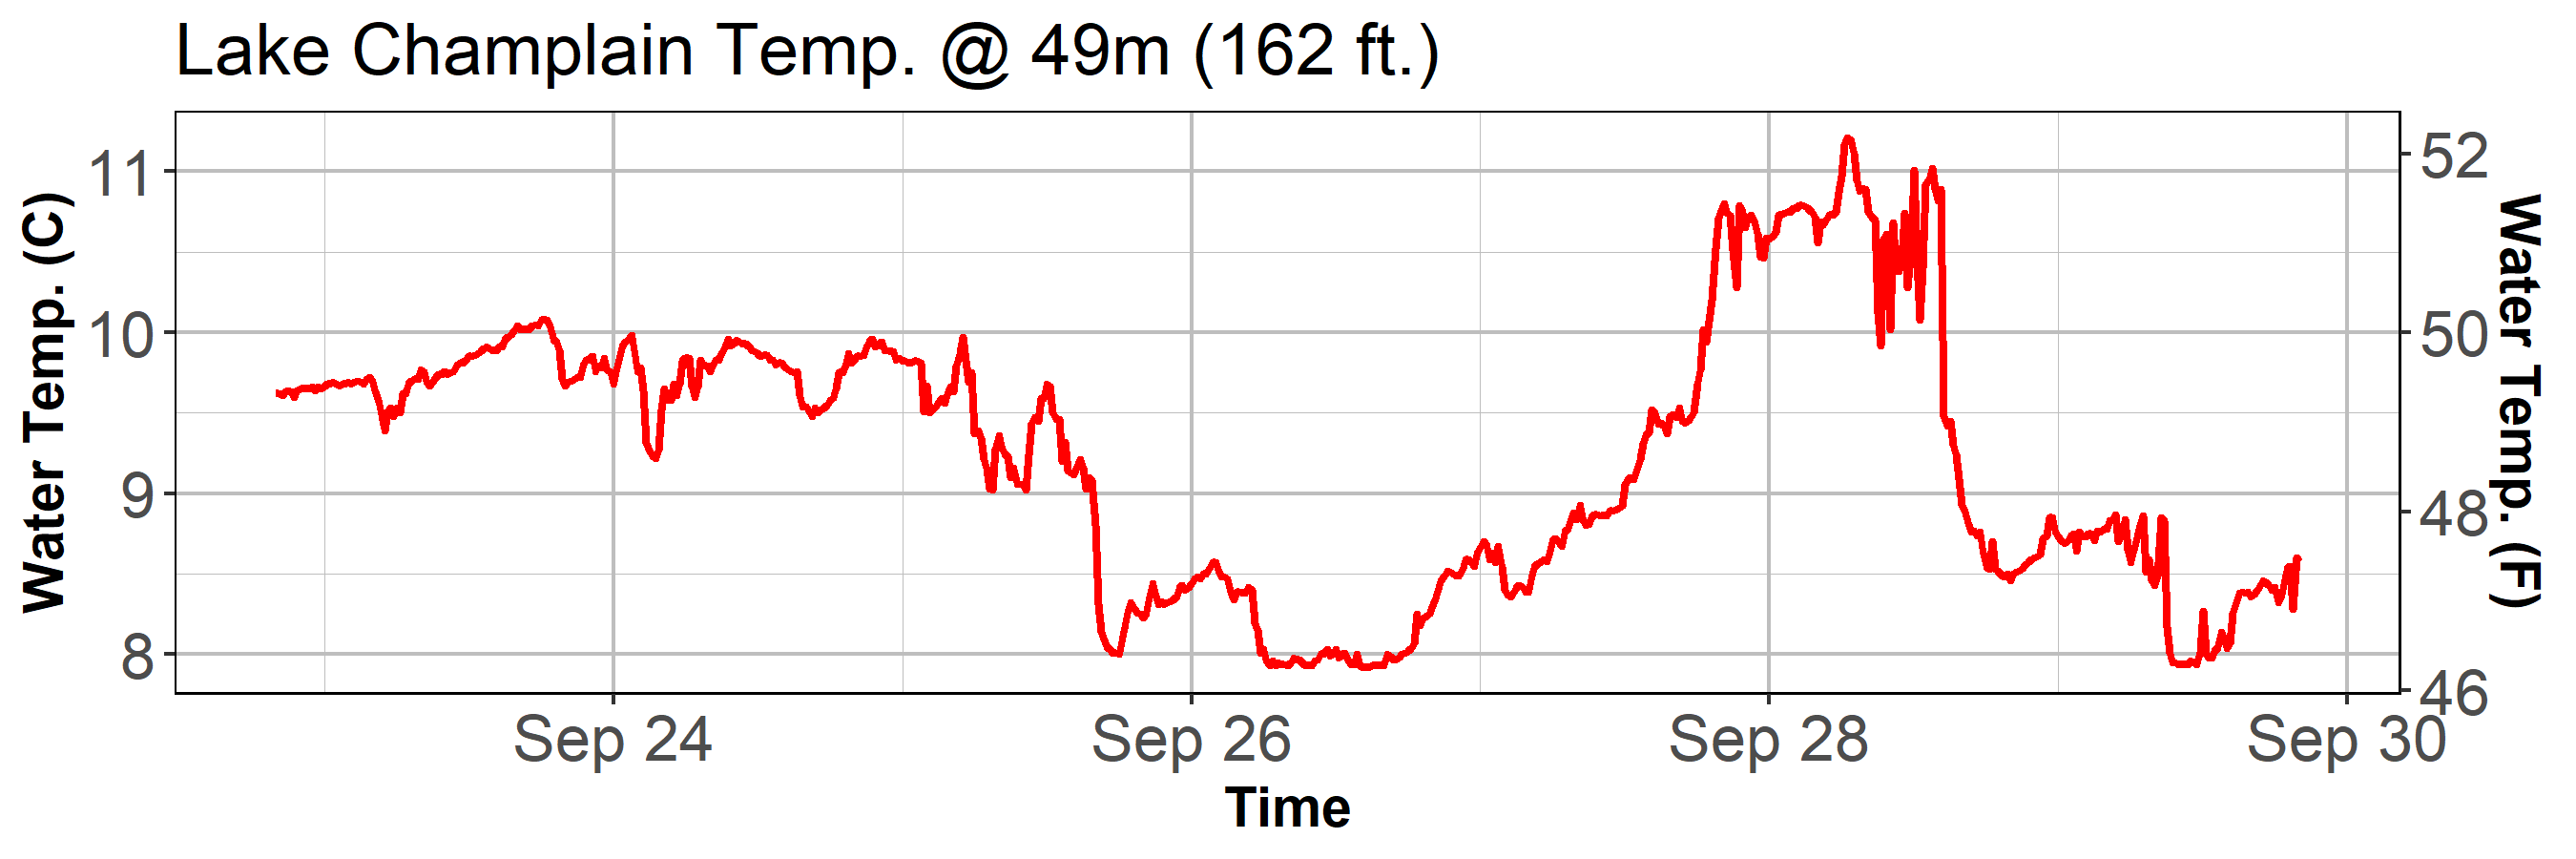 Lake Champlain Temp. @ 49m (162 ft.)
Water Temp. (C)
11
10
9
8
52
50
48
46
Water Temp. (F)
Sep 24 Sep 26 Sep 28 Sep 30
Time